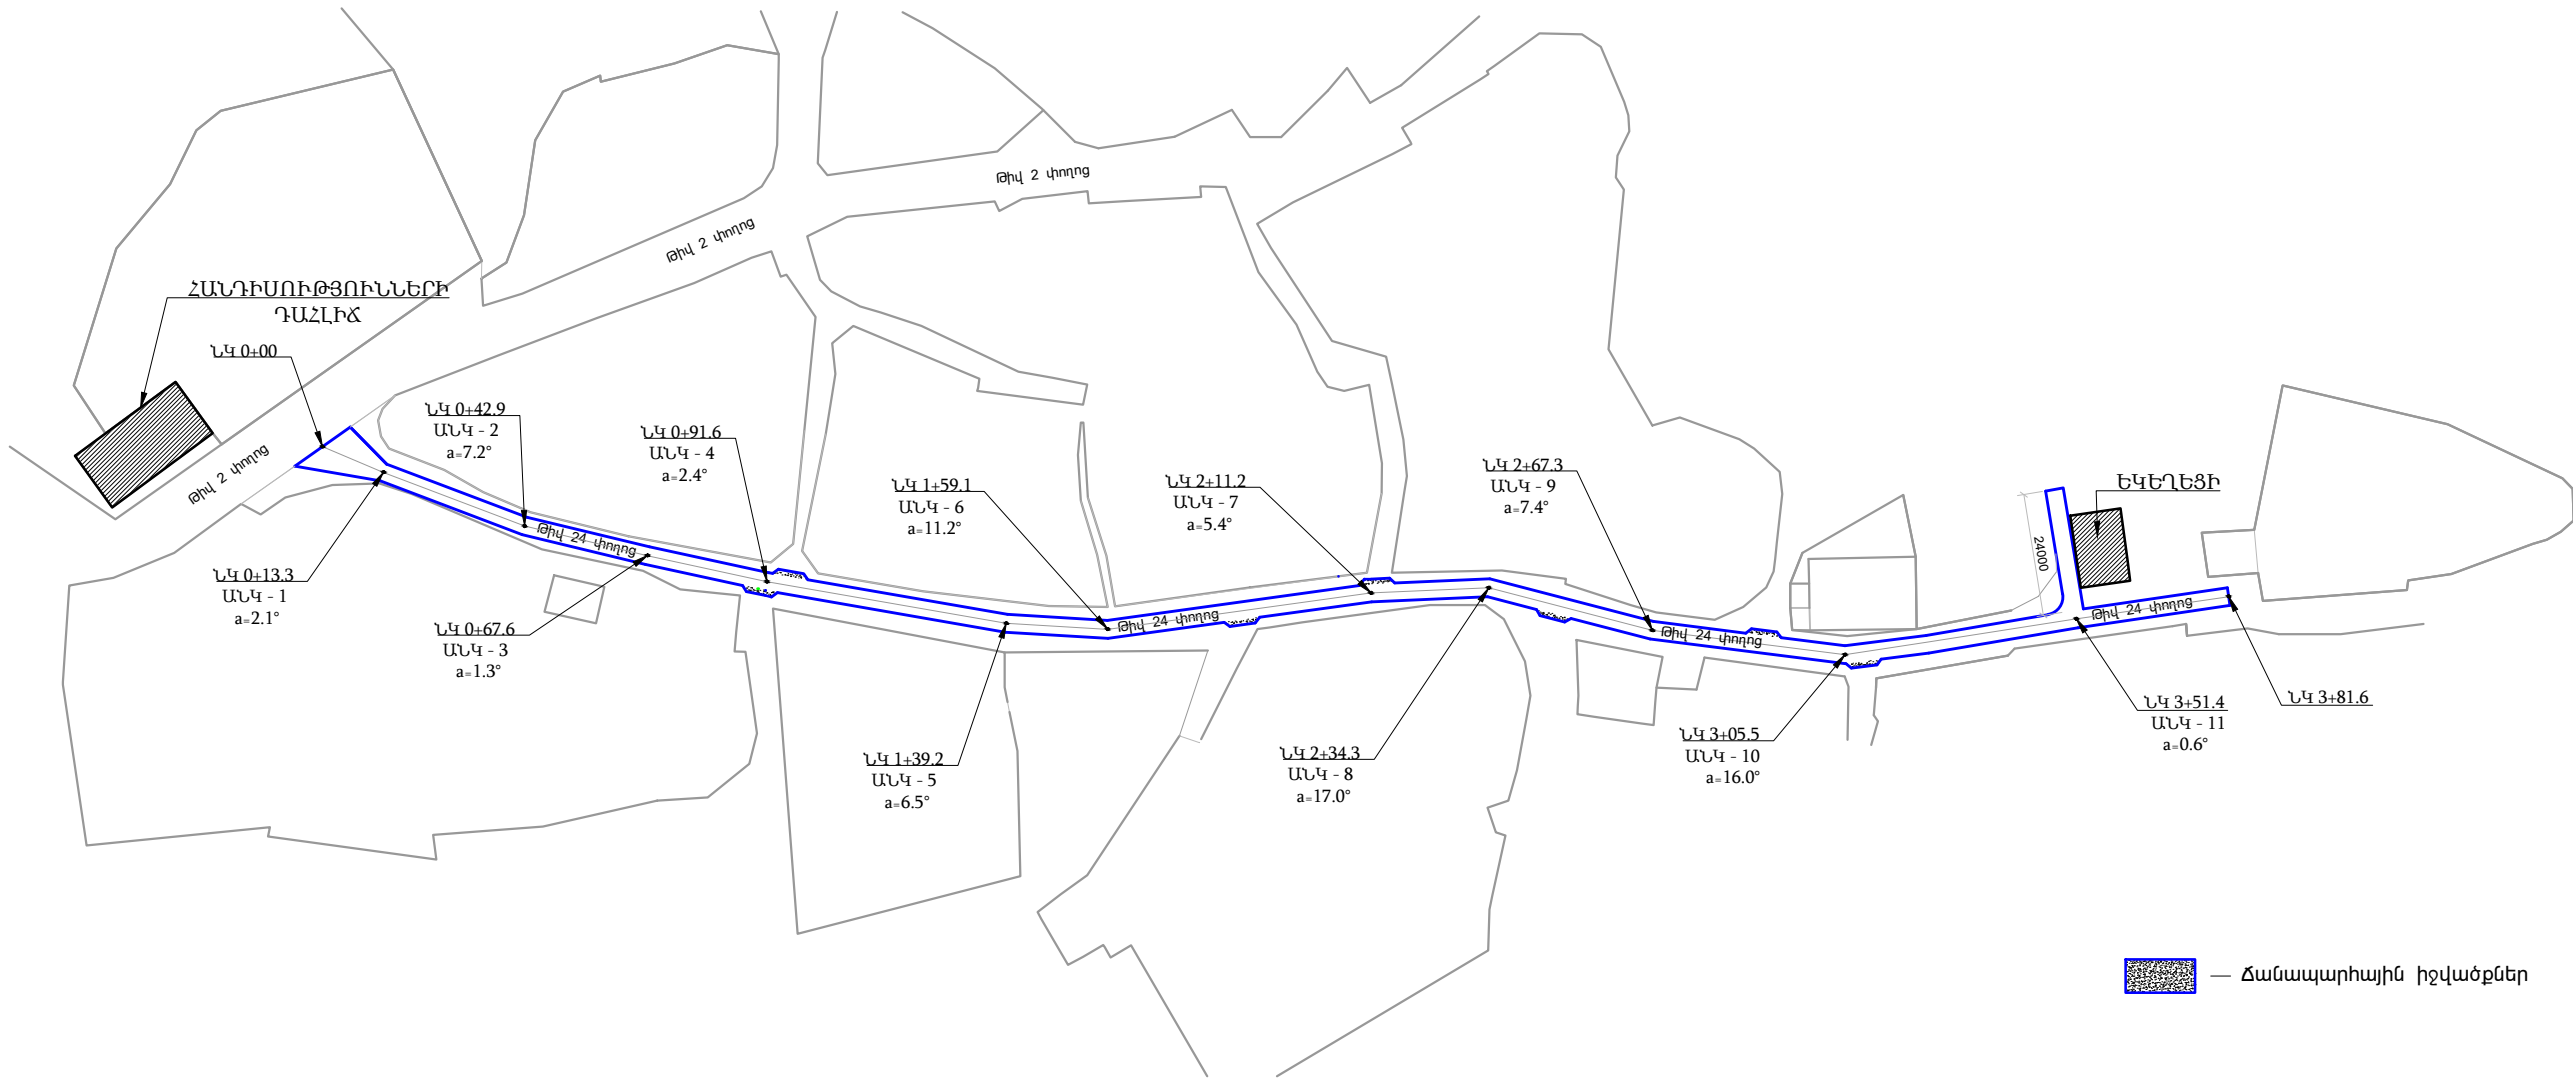 Թիվ 2 փողոց
Թիվ 2 փողոց
ՀԱՆԴԻՍՈՒԹՅՈՒՆՆԵՐԻ
ԴԱՀԼԻՃ
ՆԿ 0+00
Թիվ 2 փողոց
ՆԿ 0+42.9
ԱՆԿ - 2
a=7.2°
ՆԿ 0+91.6
ԱՆԿ - 4
a=2.4°
ՆԿ 1+59.1
ԱՆԿ - 6
a=11.2°
ՆԿ 2+11.2
ԱՆԿ - 7
a=5.4°
ՆԿ 2+67.3
ԱՆԿ - 9
a=7.4°
ԵԿԵՂԵՑԻ
24000
Թիվ 24 փողոց
Թիվ 24 փողոց
Թիվ 24 փողոց
Թիվ 24 փողոց
ՆԿ 0+13.3
ԱՆԿ - 1
a=2.1°
ՆԿ 0+67.6
ԱՆԿ - 3
a=1.3°
ՆԿ 1+39.2
ԱՆԿ - 5
a=6.5°
ՆԿ 2+34.3
ԱՆԿ - 8
a=17.0°
ՆԿ 3+05.5
ԱՆԿ - 10
a=16.0°
ՆԿ 3+51.4
ԱՆԿ - 11
a=0.6°
ՆԿ 3+81.6
— Ճանապարհային իջվածքներ